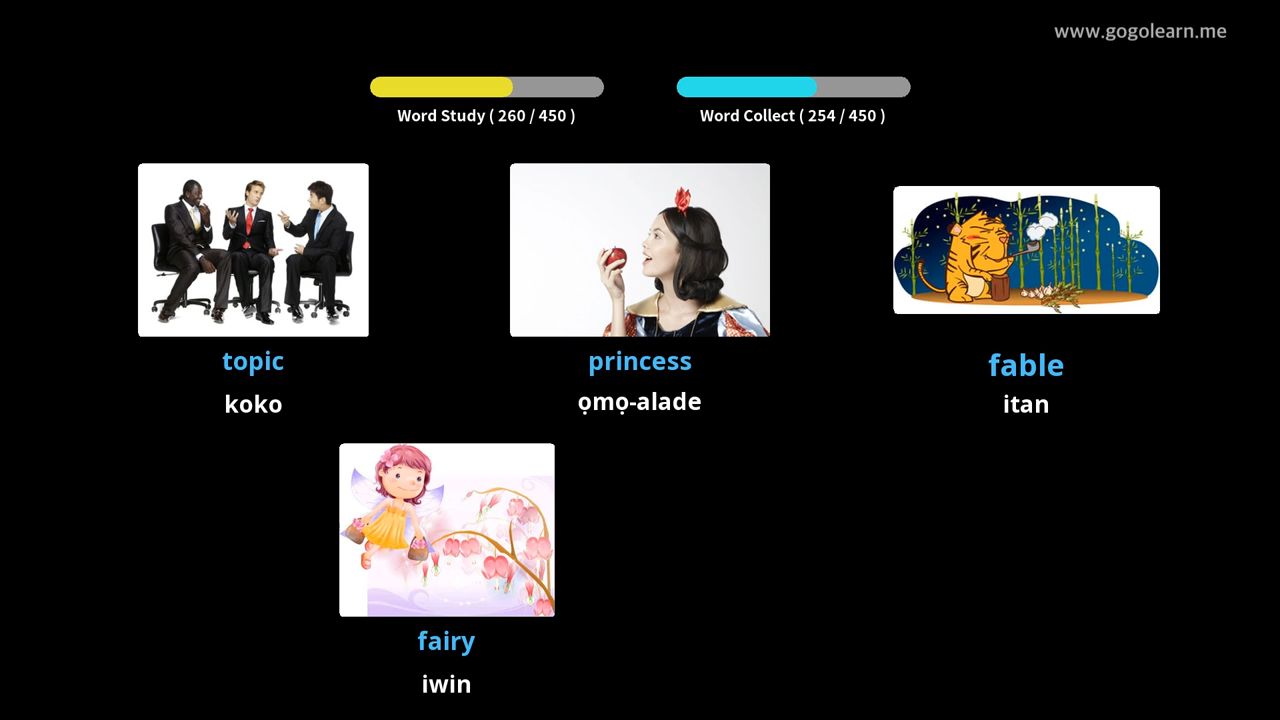 www.gogolearn.me
Word Study ( 260 / 450 )
Word Collect ( 254 / 450 )
topic
koko
princess
ọmọ-alade
fable
itan
fairy
iwin